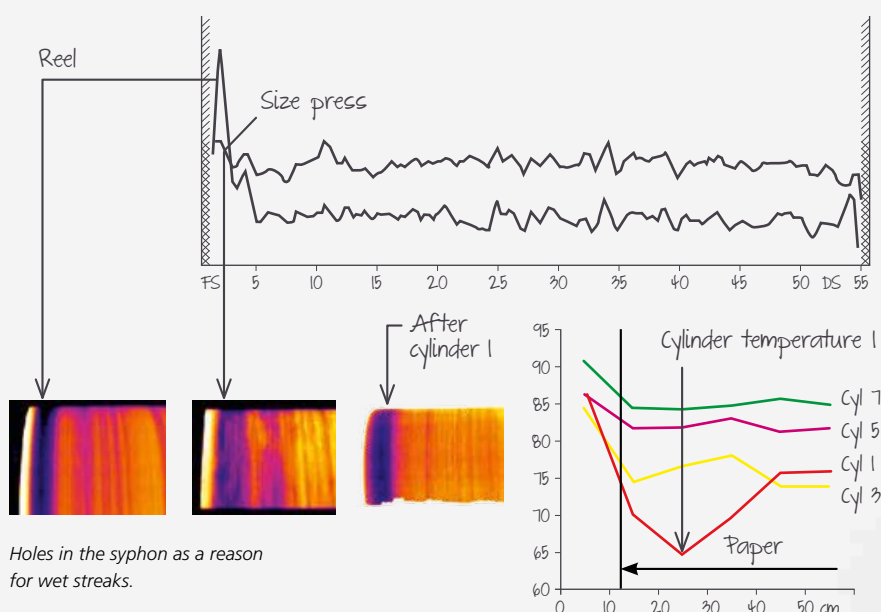 Reel
Size press
FS 5 10 15 20 25 30 35 40 45 50 DS 55
After
cylinder 1
Holes in the syphon as a reason
for wet streaks.
Cylinder temperature 1
95
90
85
80
75
70
65
60
Cyl 7
Cyl 5
Cyl 1
Cyl 3
Paper
0 10 20 30 40 50 cm